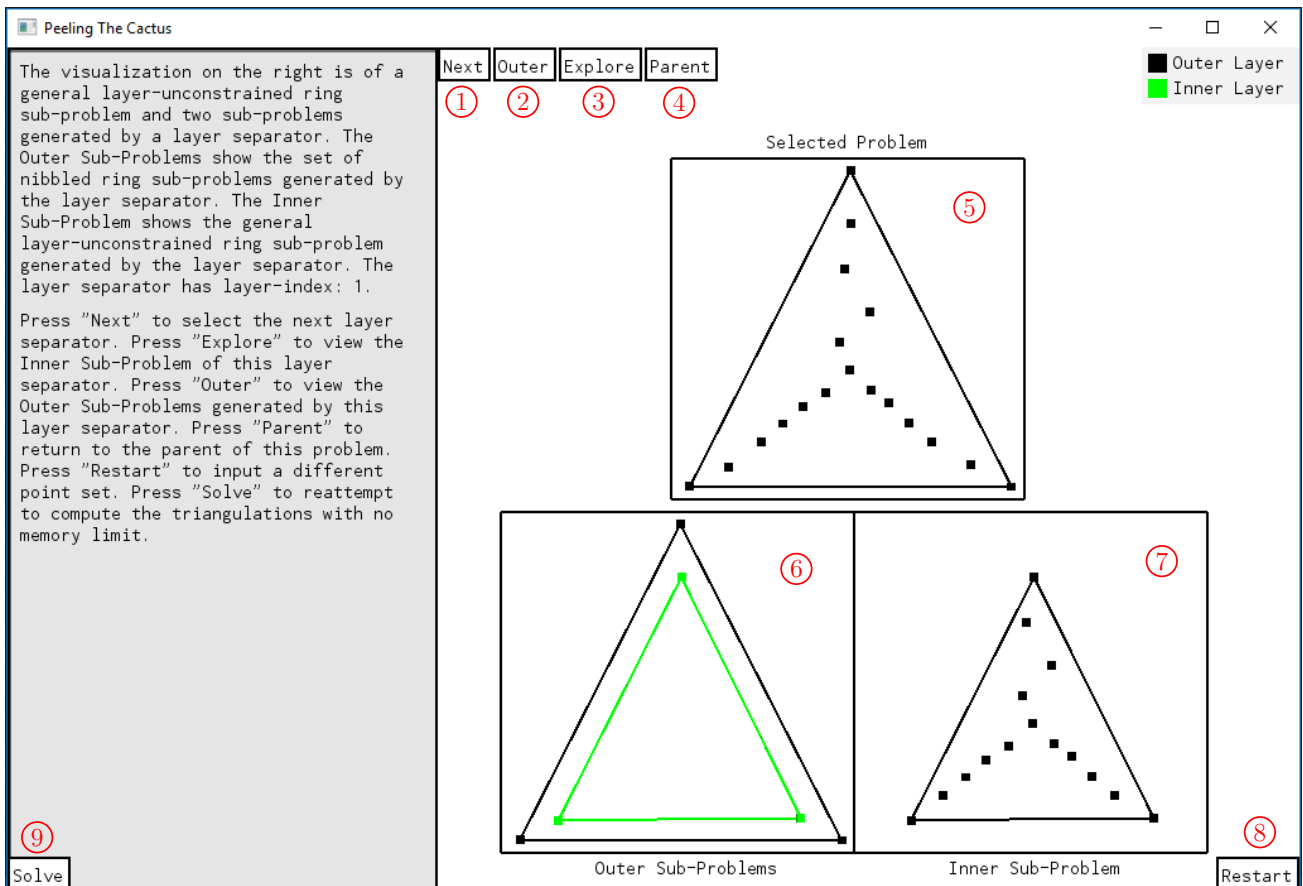 Peeling The Cactus
The visualization on the right is of a
general layer-unconstrained ring
sub-problem and two sub-problems
generated by a layer separator. The
Outer Sub-Problems show the set of
nibbled ring sub-problems generated by
the layer separator. The Inner
Sub-Problem shows the general
layer-unconstrained ring sub-problem
generated by the layer separator. The
layer separator has layer-index: 1.
Press "Next" to select the next layer
separator. Press "Explore" to view the
Inner Sub-Problem of this layer
separator. Press "Outer" to view the
Outer Sub-Problems generated by this
layer separator. Press "Parent" to
return to the parent of this problem.
Press "Restart" to input a different
point set. Press "Solve" to reattempt
to compute the triangulations with no
memory limit.
Next Outer Explore Parent
1 2 3 4
Outer Layer
Inner Layer
Selected Problem
5
6
7
Outer Sub-Problems
Inner Sub-Problem
9
Solve
8
Restart